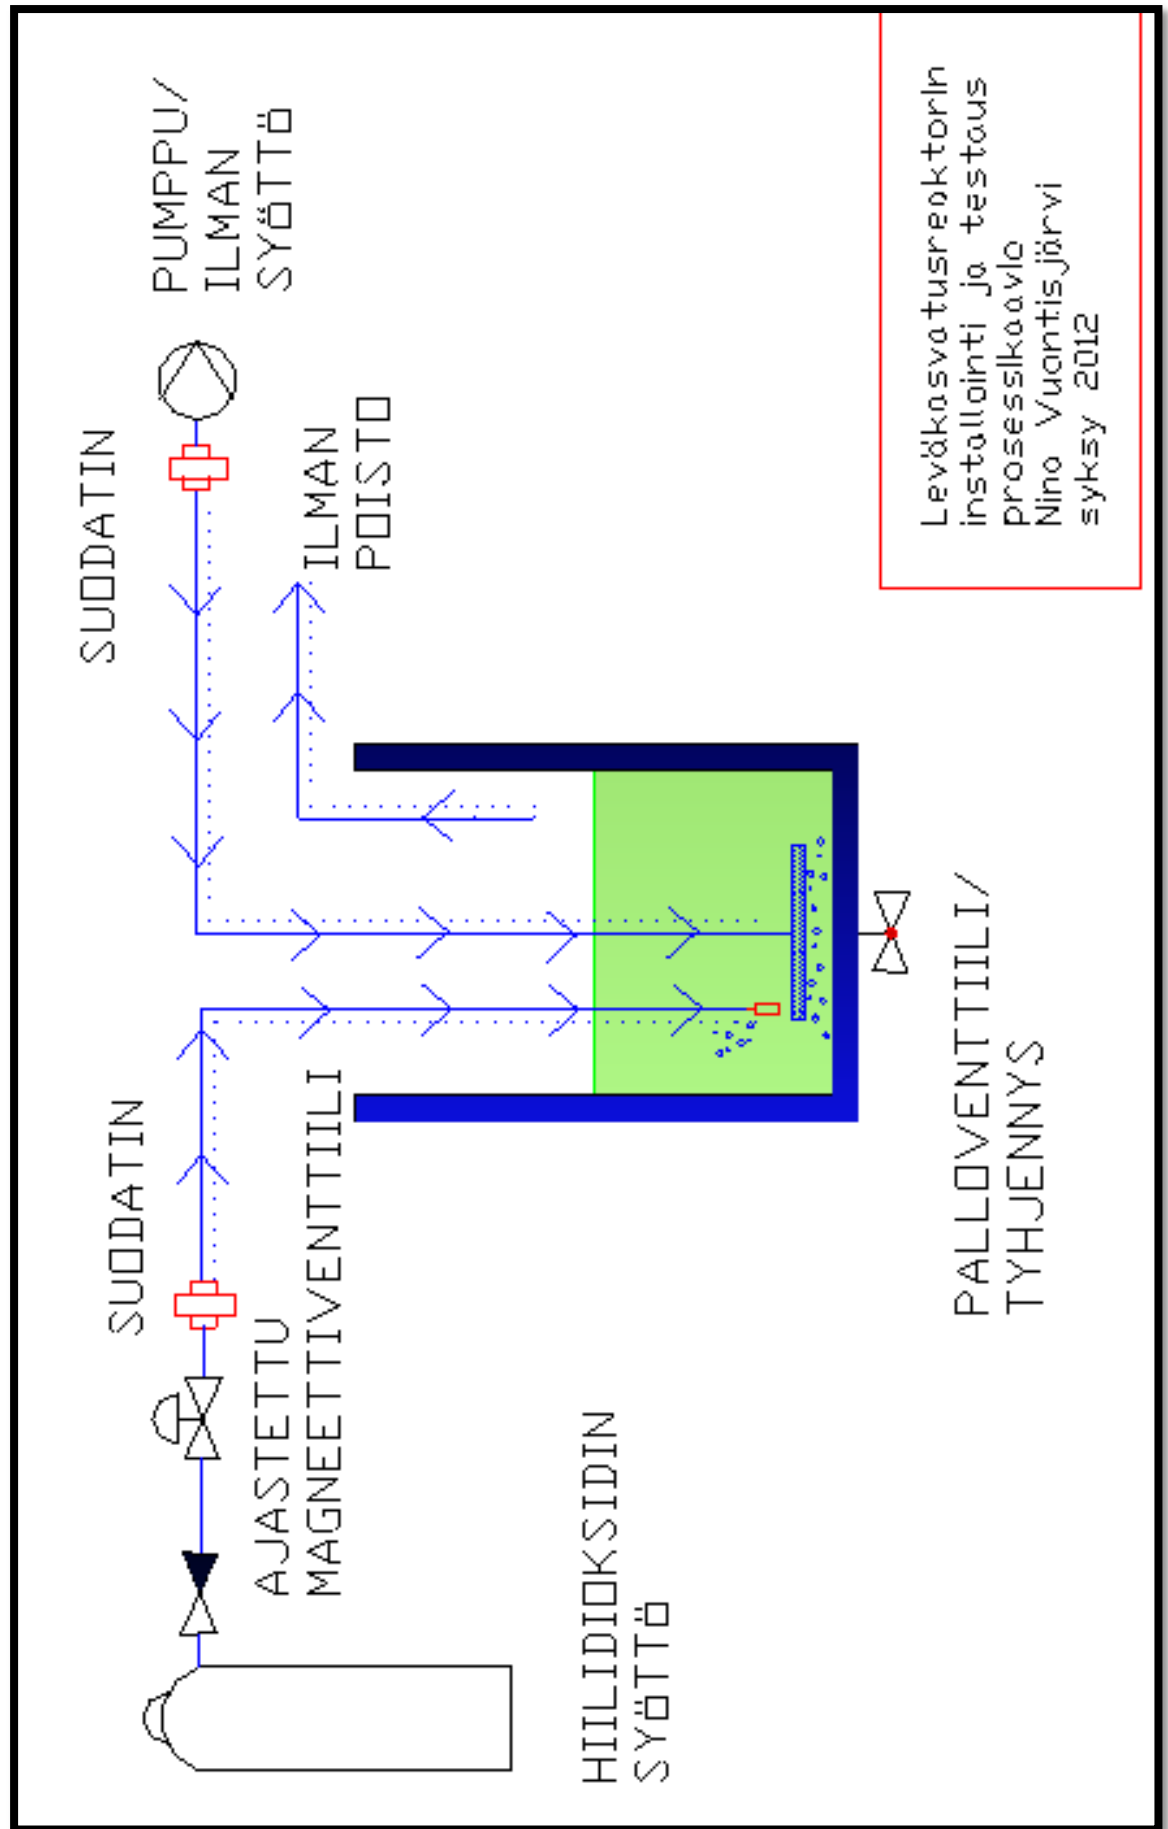 SUODATIN
SUODATIN
PUMPPU/
ILMAN
SYÖTTÖ
AJASTETTU
MAGNEETTIVENTTIILI
ILMAN
POISTO
HIILIDIOKSIDIN
SYÖTTÖ
PALLOVENTTIILI/
TYHJENNYS
Leväkasvatusreaktorin
installointi ja testaus
prosessikaavio
Nino Vuontisjärvi
syksy 2012